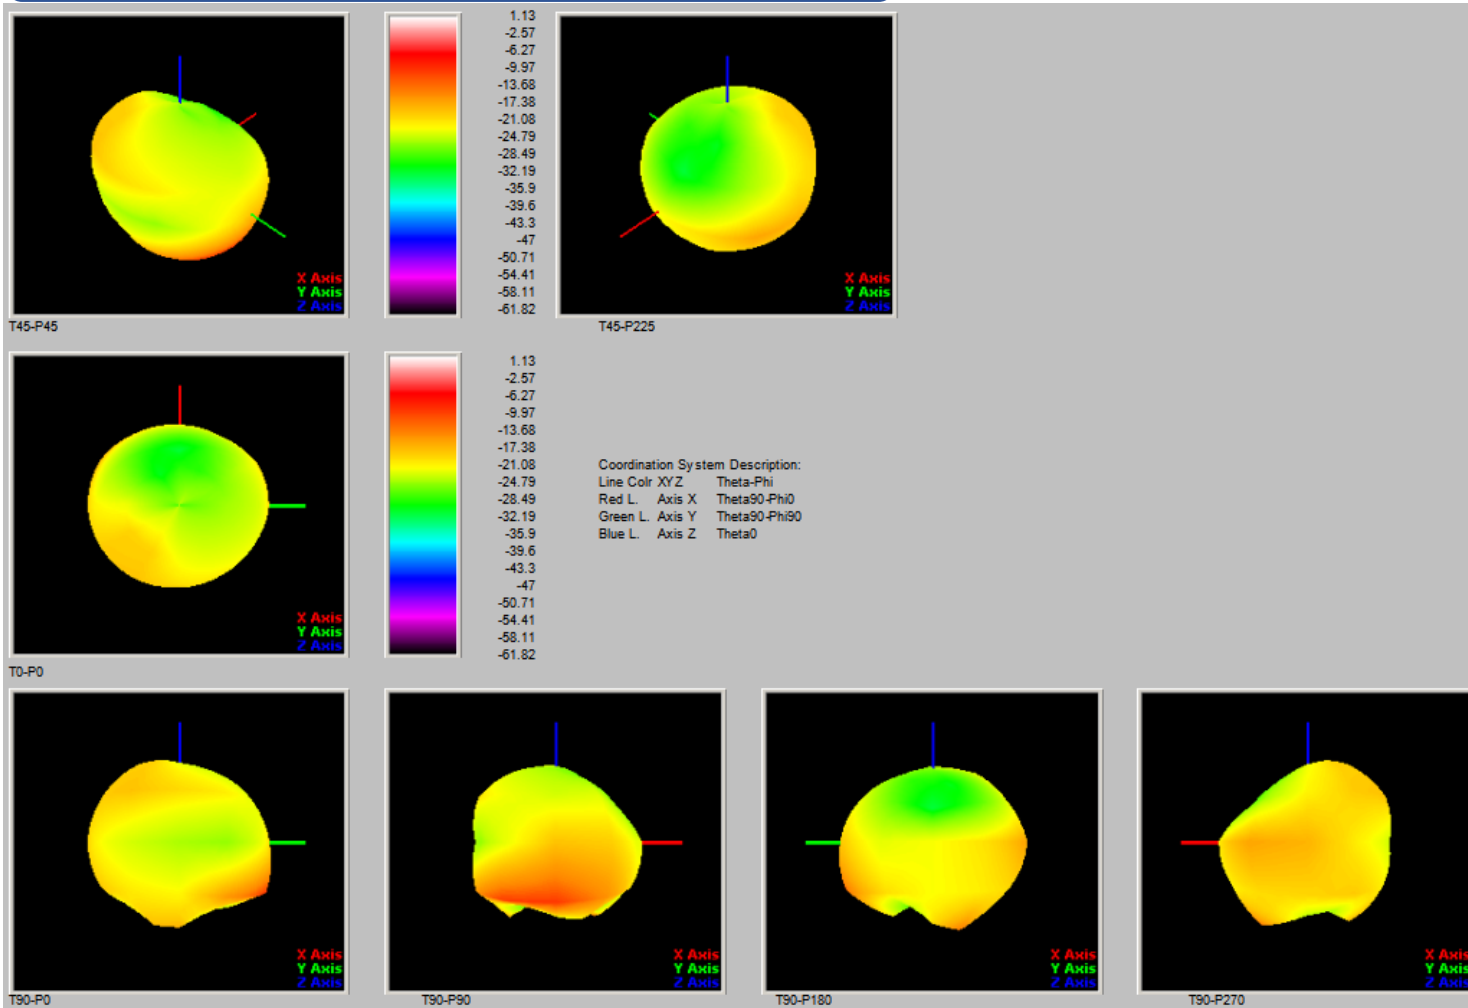 1.13
-2.57
-6.27
-9.97
-13.68
-17.38
-21.08
-24.79
-28.49
-32.19
-35.9
-39.6
-43.3
-47
-50.71
-54.41
-58.11
-61.82
X Axis
Y Axis
Z Axis
X Axis
Y Axis
Z Axis
T45-P45
T45-P225
1.13
-2.57
-6.27
-9.97
-13.68
-17.38
-21.08
-24.79
-28.49
-32.19
-35.9
-39.6
-43.3
-47
-50.71
-54.41
-58.11
-61.82
Coordination System Description:
Line Colr XYZ Theta-Phi
Red L. Axis X Theta90-Phi0
Green L. Axis Y Theta90-Phi90
Blue L. Axis Z Theta0
X Axis
Y Axis
Z Axis
T0-P0
X Axis
Y Axis
Z Axis
X Axis
Y Axis
Z Axis
X Axis
Y Axis
Z Axis
X Axis
Y Axis
Z Axis
T90-P0
T90-P90
T90-P180
T90-P270